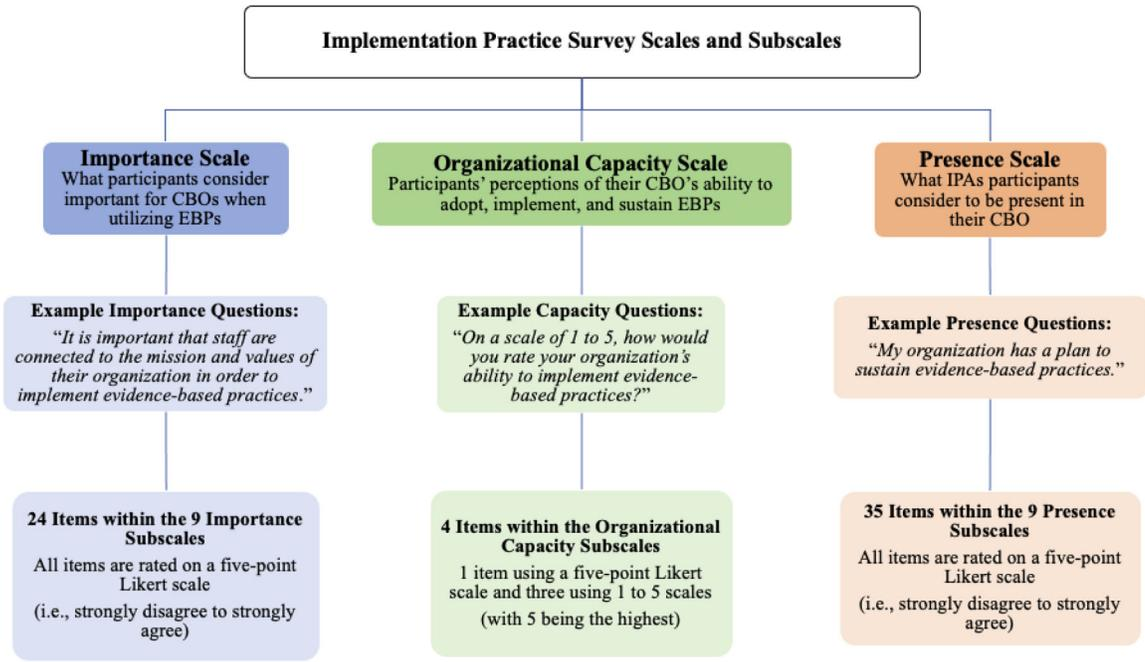 Implementation Practice Survey Scales and Subscales
Importance Scale
What participants consider
important for CBOs when
utilizing EBPs
Organizational Capacity Scale
Participants' perceptions of their CBO's ability to
adopt, implement, and sustain EBPs
Presence Scale
What IPAs participants
consider to be present in
their CBO
Example Importance Questions:
“It is important that staff are
connected to the mission and values of
their organization in order to
implement evidence-based practices.”
Example Capacity Questions:
“On a scale of 1 to 5, how would
you rate your organization's
ability to implement evidence-
based practices?”
Example Presence Questions:
“My organization has a plan to
sustain evidence-based practices.”
24 Items within the 9 Importance
Subscales
All items are rated on a five-point
Likert scale
(i.e., strongly disagree to strongly
agree)
4 Items within the Organizational
Capacity Subscales
1 item using a five-point Likert
scale and three using 1 to 5 scales
(with 5 being the highest)
35 Items within the 9 Presence
Subscales
All items are rated on a five-point
Likert scale
(i.e., strongly disagree to strongly
agree)